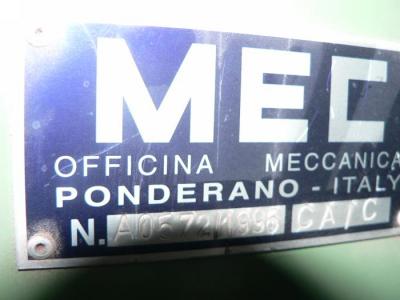 MEC
OFFICINA MECCANICA
PONDERANO - ITALY
N. A0572/1995 CA/C